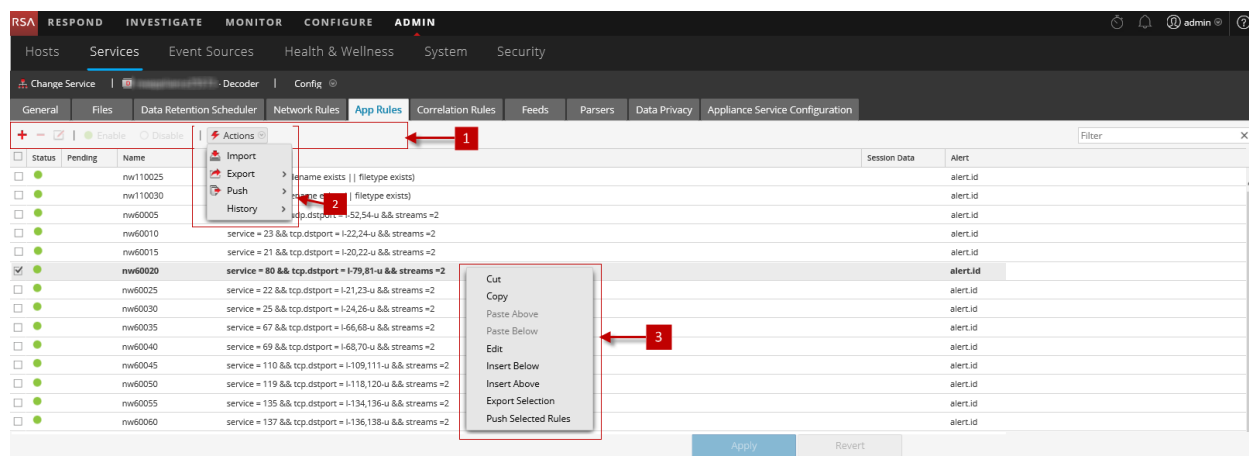 RSA RESPOND INVESTIGATE MONITOR CONFIGURE ADMIN admin ?
Hosts Services Event Sources Health & Wellness System Security
Change Service | - Decoder | Config
General Files Data Retention Scheduler Network Rules App Rules Correlation Rules Feeds Parsers Data Privacy Appliance Service Configuration
Enable Disable | Actions 1 Filter X
Status Pending Name Session Data Alert
Import
Export
Push
History
2
nw110025 filename exists || filetype exists) alert.id
nw110030 || filetype exists) alert.id
nw60005 udp.dstport = l-52,54-u && streams =2 alert.id
nw60010 service = 23 && tcp.dstport = l-22,24-u && streams =2 alert.id
nw60015 service = 21 && tcp.dstport = l-20,22-u && streams =2 alert.id
nw60020 service = 80 && tcp.dstport = l-79,81-u && streams =2 alert.id
nw60025 service = 22 && tcp.dstport = l-21,23-u && streams =2 alert.id
nw60030 service = 25 && tcp.dstport = l-24,26-u && streams =2 alert.id
nw60035 service = 67 && tcp.dstport = l-66,68-u && streams =2 alert.id
nw60040 service = 69 && tcp.dstport = l-68,70-u && streams =2 alert.id
nw60045 service = 110 && tcp.dstport = l-109,111-u && streams =2 alert.id
nw60050 service = 119 && tcp.dstport = l-118,120-u && streams =2 alert.id
nw60055 service = 135 && tcp.dstport = l-134,136-u && streams =2 alert.id
nw60060 service = 137 && tcp.dstport = l-136,138-u && streams =2 alert.id
Cut
Copy
Paste Above
Paste Below
Edit
Insert Below
Insert Above
Export Selection
Push Selected Rules
3
Apply Revert